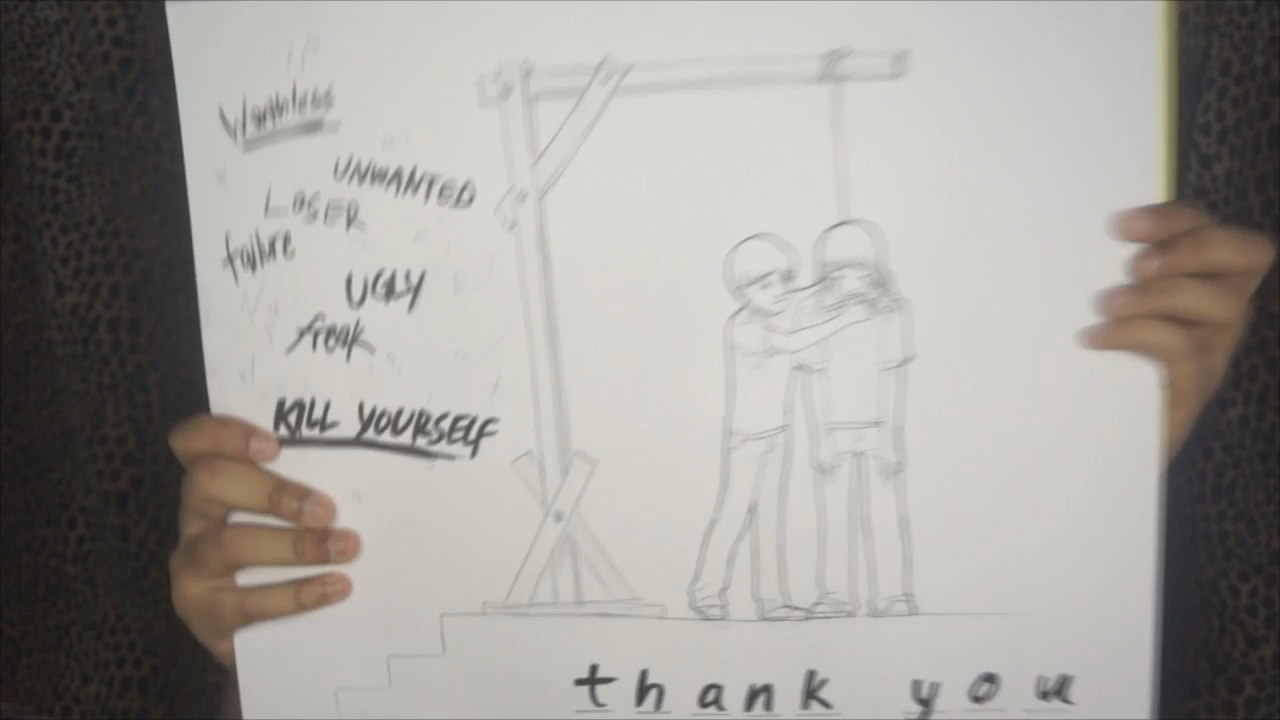 Worthless
UNWANTED
LOSER
failure
UGLY
freak
KILL YOURSELF
thank you